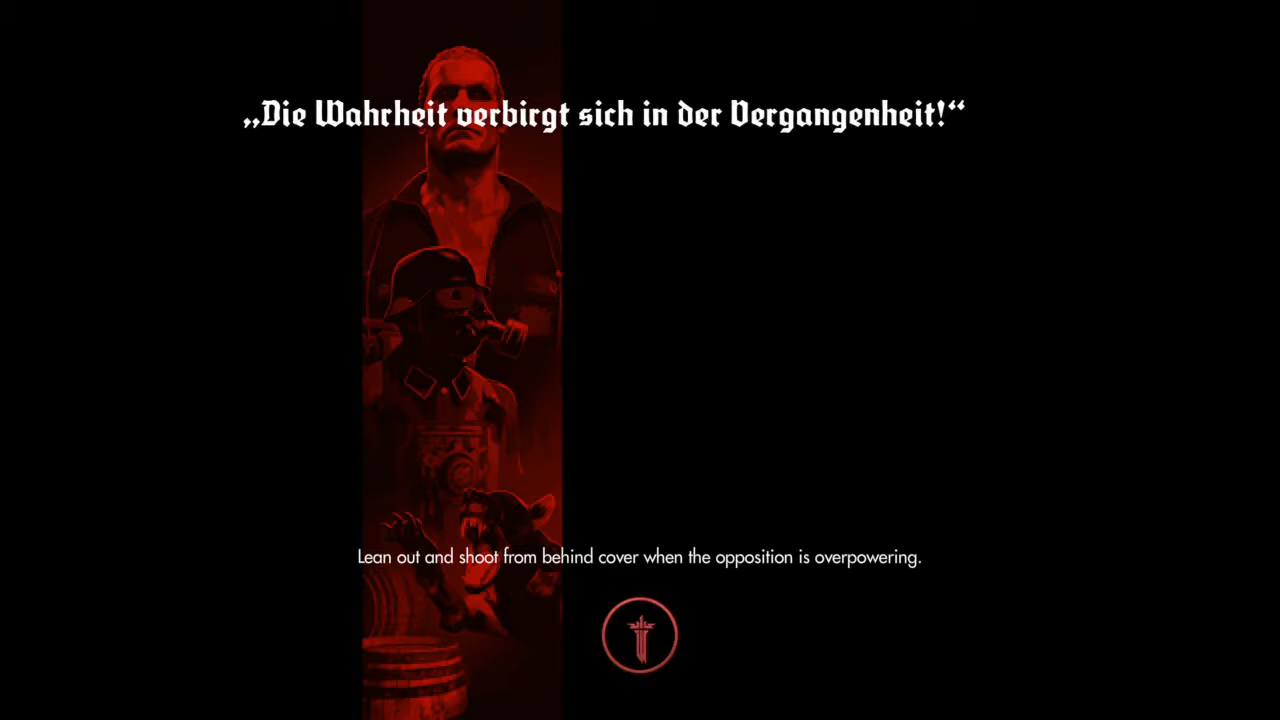 „Die Wahrheit verbirgt sich in der Vergangenheit!“
Lean out and shoot from behind cover when the opposition is overpowering.